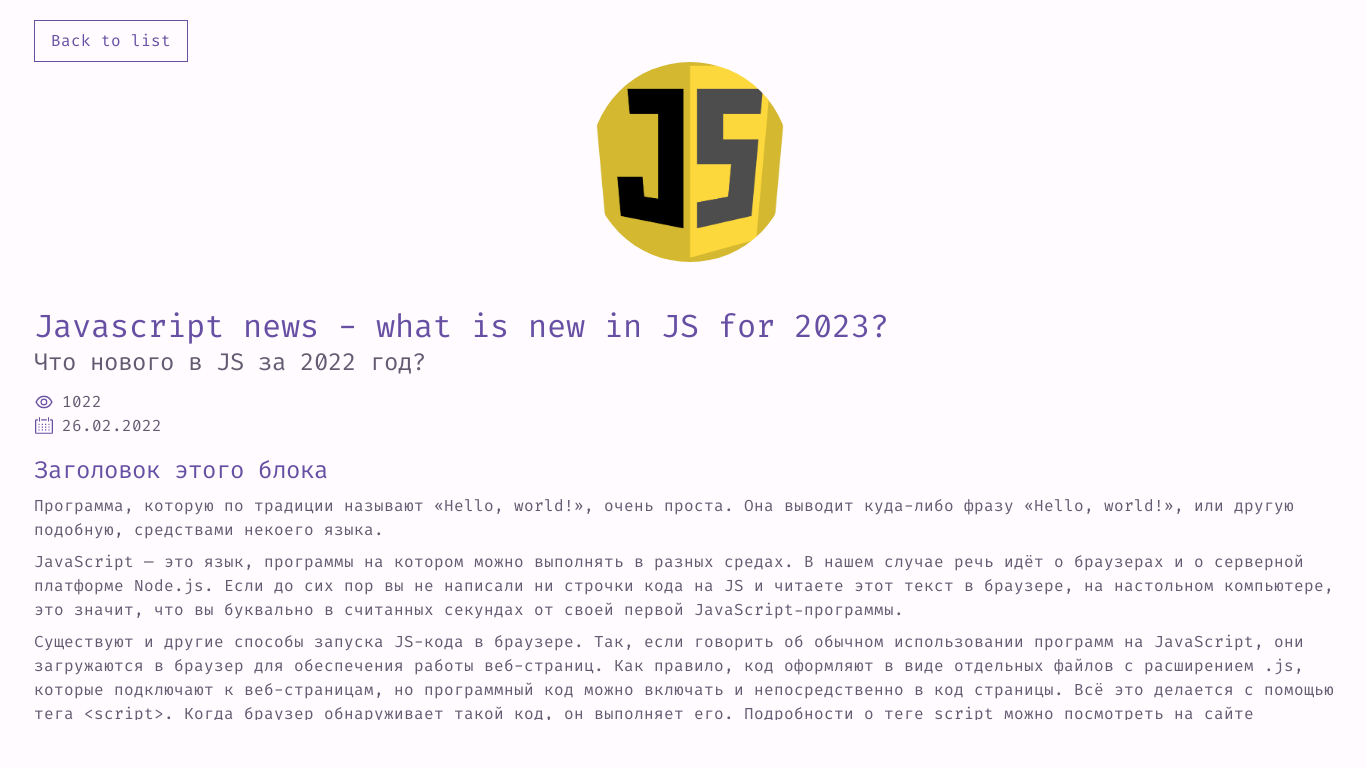 Back to list
JS
Javascript news - what is new in JS for 2023?
Что нового в JS за 2022 год?
1022
26.02.2022
Заголовок этого блока
Программа, которую по традиции называют «Hello, world!», очень проста. Она выводит куда-либо фразу «Hello, world!», или другую
подобную, средствами некоего языка.
JavaScript — это язык, программы на котором можно выполнять в разных средах. В нашем случае речь идёт о браузерах и о серверной
платформе Node.js. Если до сих пор вы не написали ни строчки кода на JS и читаете этот текст в браузере, на настольном компьютере,
это значит, что вы буквально в считанных секундах от своей первой JavaScript-программы.
Существуют и другие способы запуска JS-кода в браузере. Так, если говорить об обычном использовании программ на JavaScript, они
загружаются в браузер для обеспечения работы веб-страниц. Как правило, код оформляют в виде отдельных файлов с расширением .js,
которые подключают к веб-страницам, но программный код можно включать и непосредственно в код страницы. Всё это делается с помощью
тега <script>. Когда браузер обнаруживает такой код, он выполняет его. Подробности о теге script можно посмотреть на сайте